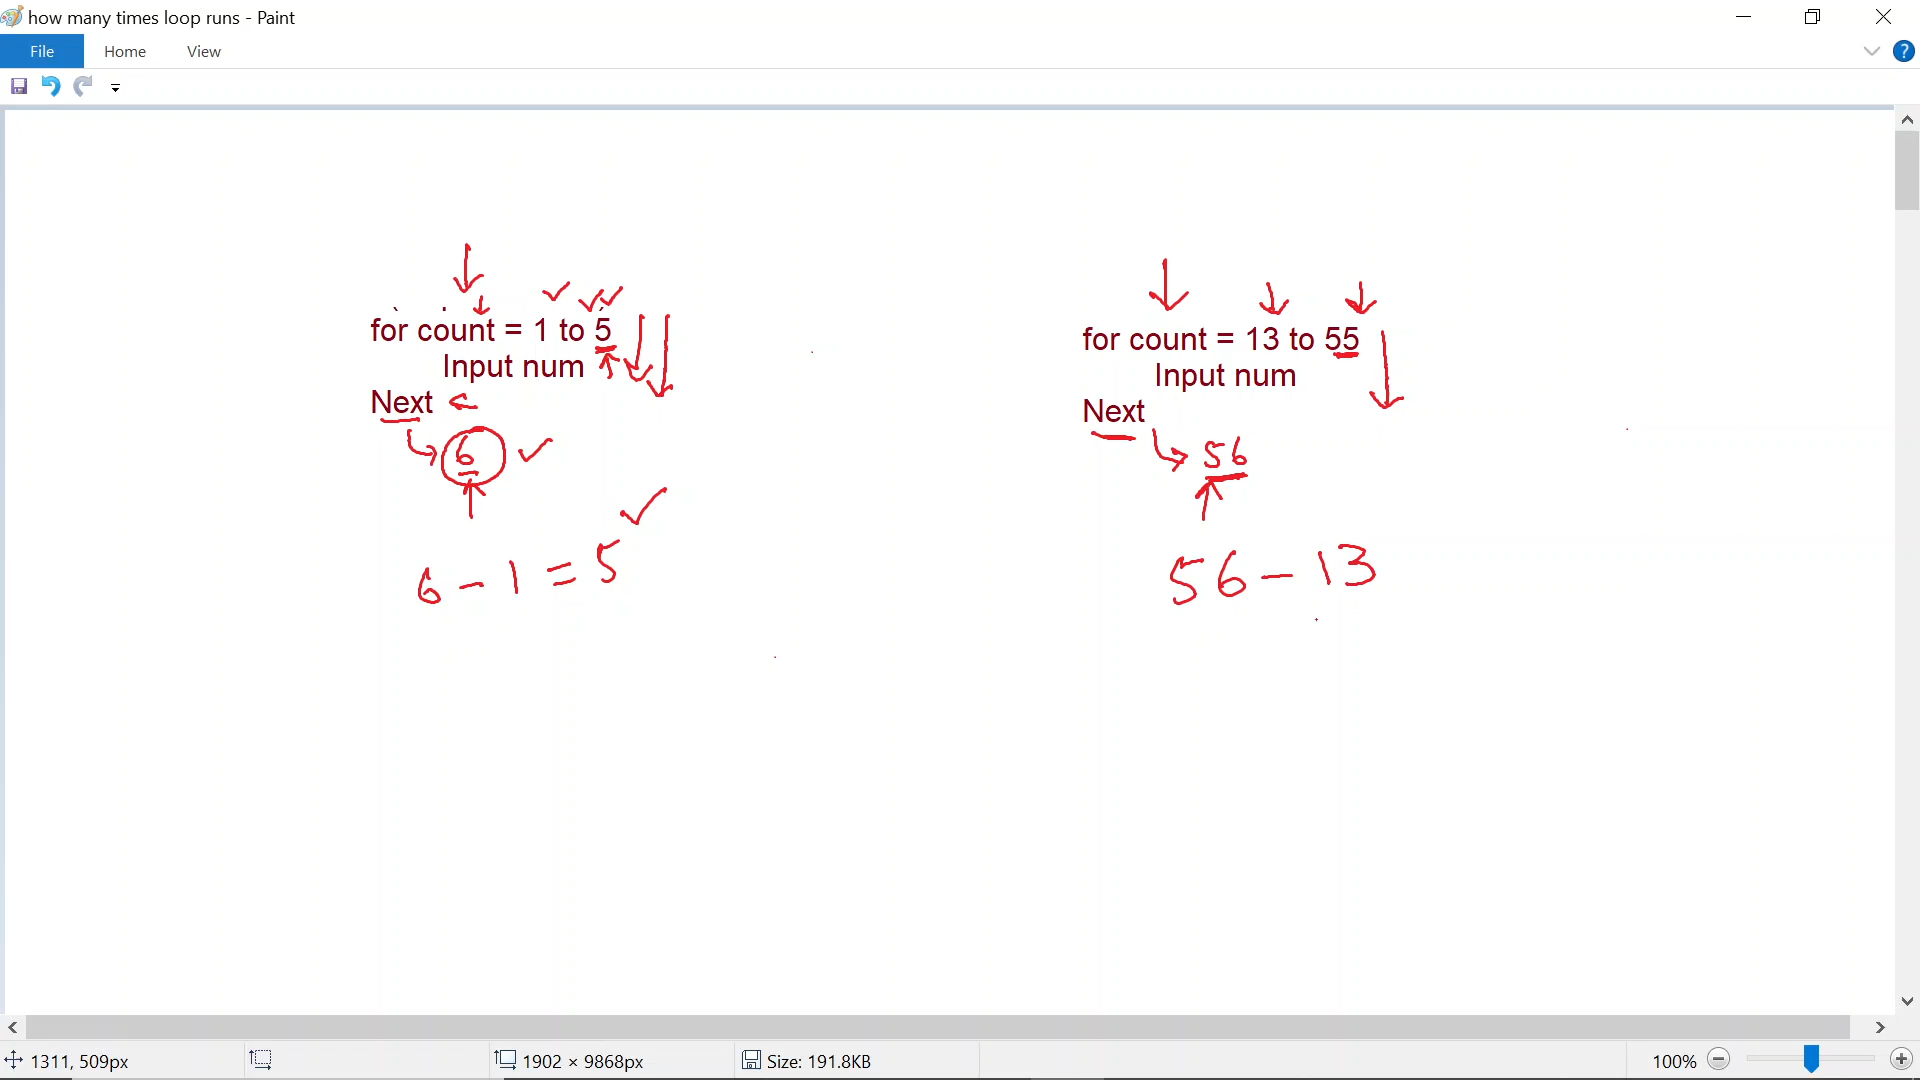 how many times loop runs - Paint
File Home View
for count = 1 to 5
Input num
Next
6
6 - 1 = 5
for count = 13 to 55
Input num
Next
56
56 - 13
1311, 509px
1902 × 9868px
Size: 191.8KB
100%